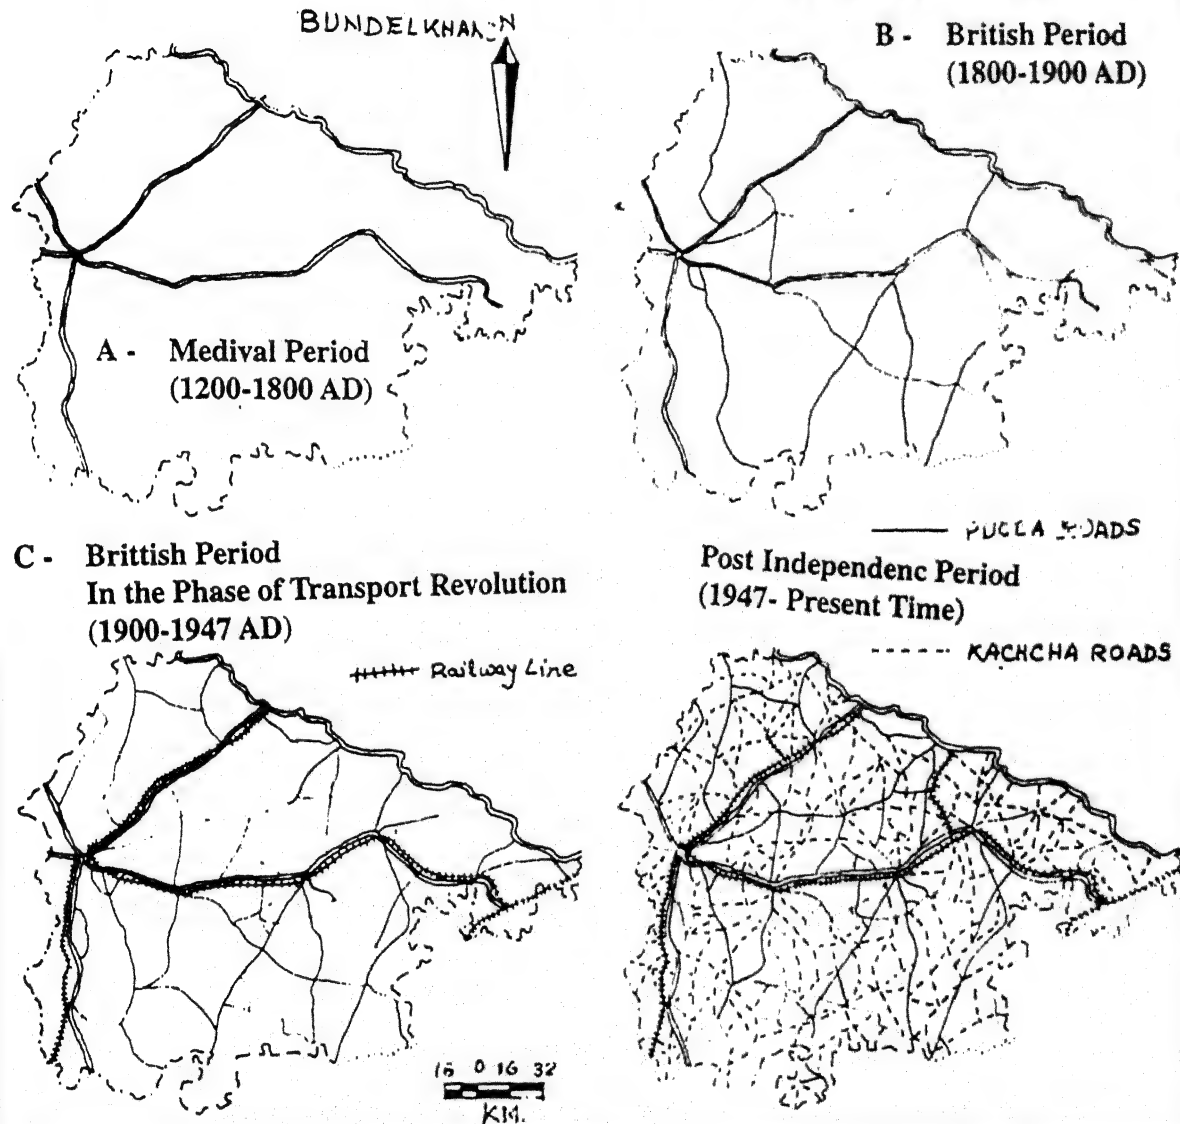 BUNDELKHAN
N
B - British Period
(1800-1900 AD)
A - Medival Period
(1200-1800 AD)
PUCCA ROADS
C - Brittish Period
In the Phase of Transport Revolution
(1900-1947 AD)
Post Independenc Period
(1947- Present Time)
Railway Line
KACHCHA ROADS
16 0 16 32
KM.